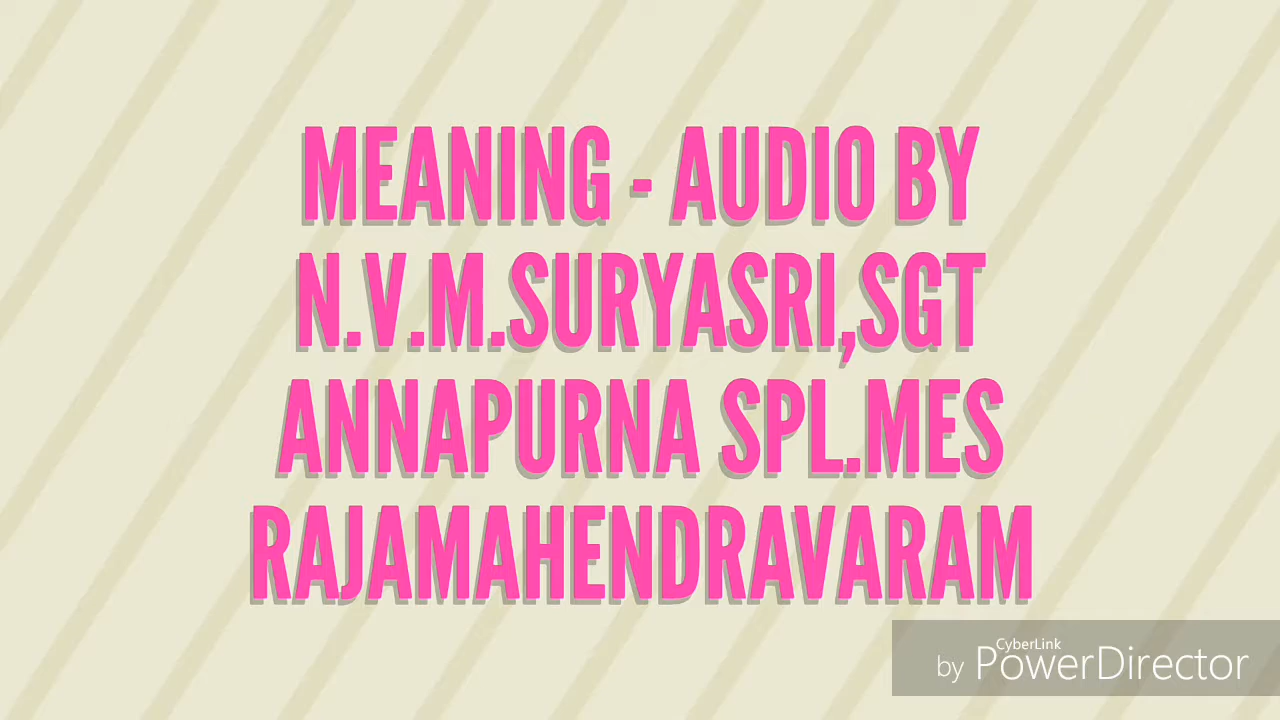 MEANING - AUDIO BY
N.V.M.SURYASRI,SGT
ANNAPURNA SPL.MES
RAJAMAHENDRAVARAM
CyberLink
by PowerDirector